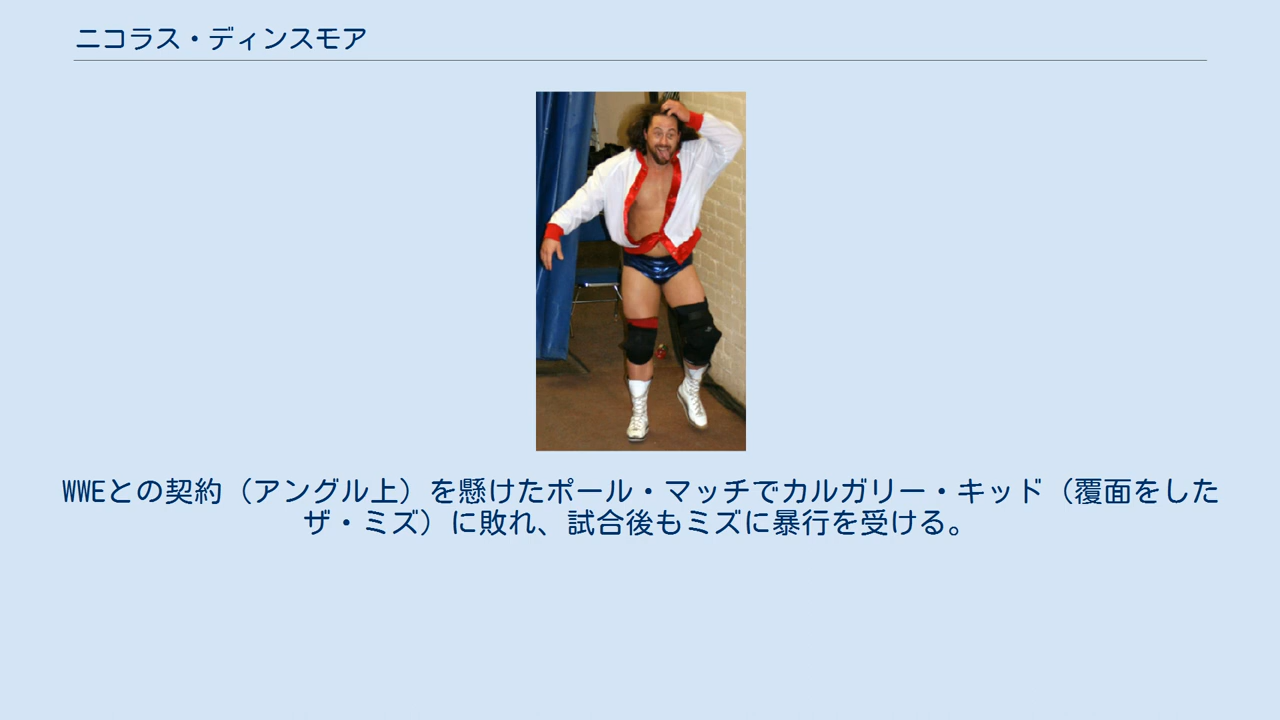 ニコラス・ディンスモア
WWEとの契約（アングル上）を懸けたポール・マッチでカルガリー・キッド（覆面をした
ザ・ミズ）に敗れ、試合後もミズに暴行を受ける。